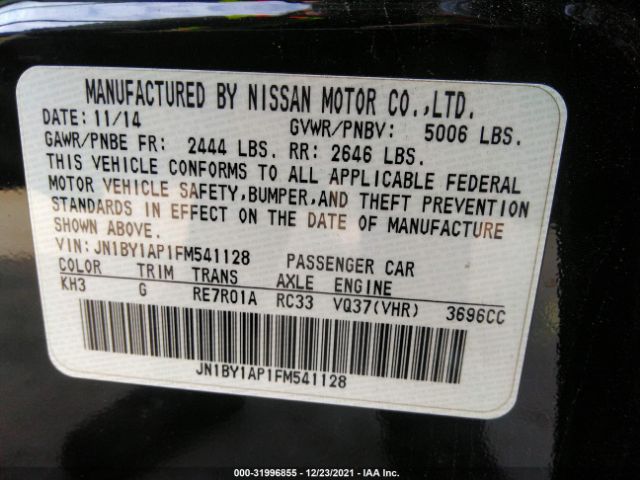 MANUFACTURED BY NISSAN MOTOR CO.,LTD.
DATE: 11/14 GVWR/PNBV: 5006 LBS.
GAWR/PNBE FR: 2444 LBS. RR: 2646 LBS.
THIS VEHICLE CONFORMS TO ALL APPLICABLE FEDERAL
MOTOR VEHICLE SAFETY,BUMPER,AND THEFT PREVENTION
STANDARDS IN EFFECT ON THE DATE OF MANUFACTURE
SHOWN ABOVE.
VIN: JN1BY1AP1FM541128 PASSENGER CAR
COLOR TRIM TRANS AXLE ENGINE
KH3 G RE7R01A RC33 VQ37(VHR) 3696CC
JN1BY1AP1FM541128
000-31996855 - 12/23/2021 - IAA Inc.